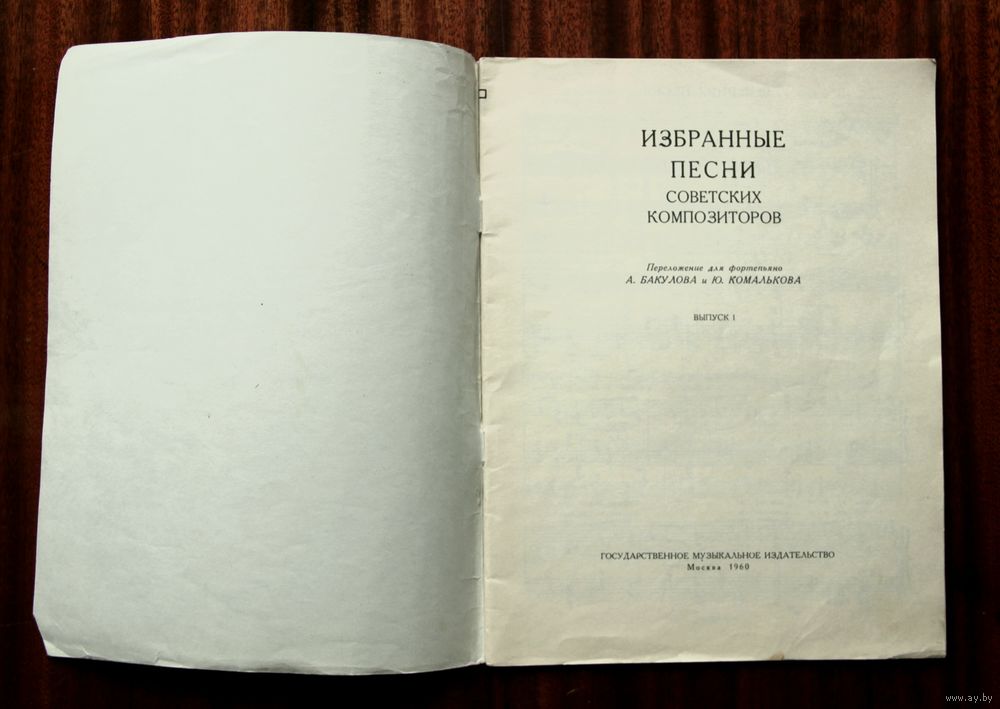 ИЗБРАННЫЕ
ПЕСНИ
СОВЕТСКИХ
КОМПОЗИТОРОВ
Переложение для фортепьяно
А. БАКУЛОВА и Ю. КОМАЛЬКОВА
ВЫПУСК 1
ГОСУДАРСТВЕННОЕ МУЗЫКАЛЬНОЕ ИЗДАТЕЛЬСТВО
Москва 1960
www.ay.by